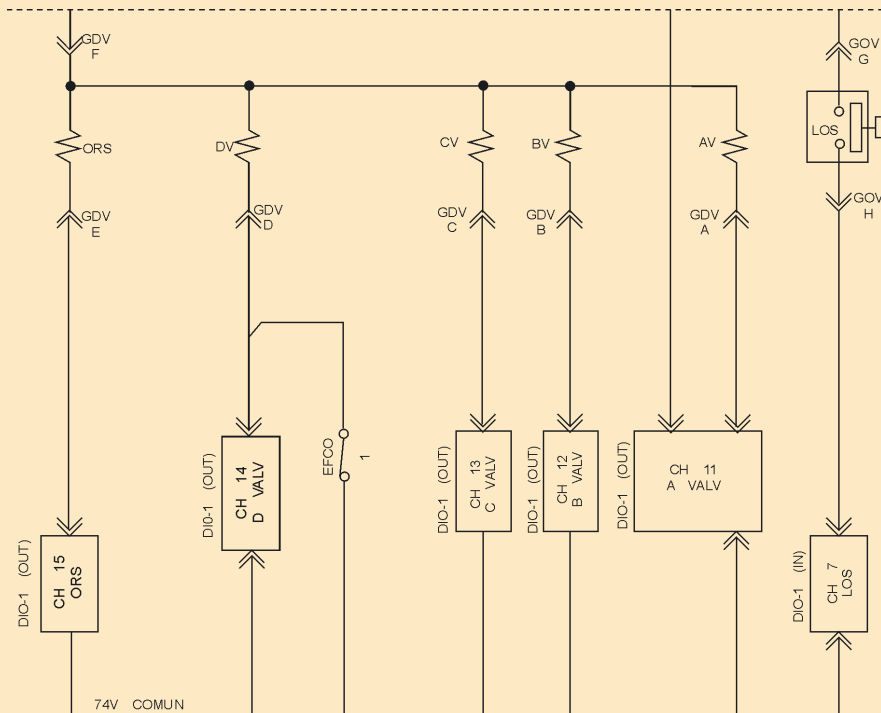 GDV
F
GOV
G
ORS
DV
CV
BV
AV
LOS
GDV
E
GDV
D
GDV
C
GDV
B
GDV
A
GOV
H
DIO-1 (OUT)
CH 15
ORS
DI0-1 (OUT)
CH 14
D VALV
EFCO
1
DIO-1 (OUT)
CH 13
C VALV
DIO-1 (OUT)
CH 12
B VALV
DIO-1 (OUT)
CH 11
A VALV
DIO-1 (IN)
CH 7
LOS
74V COMUN